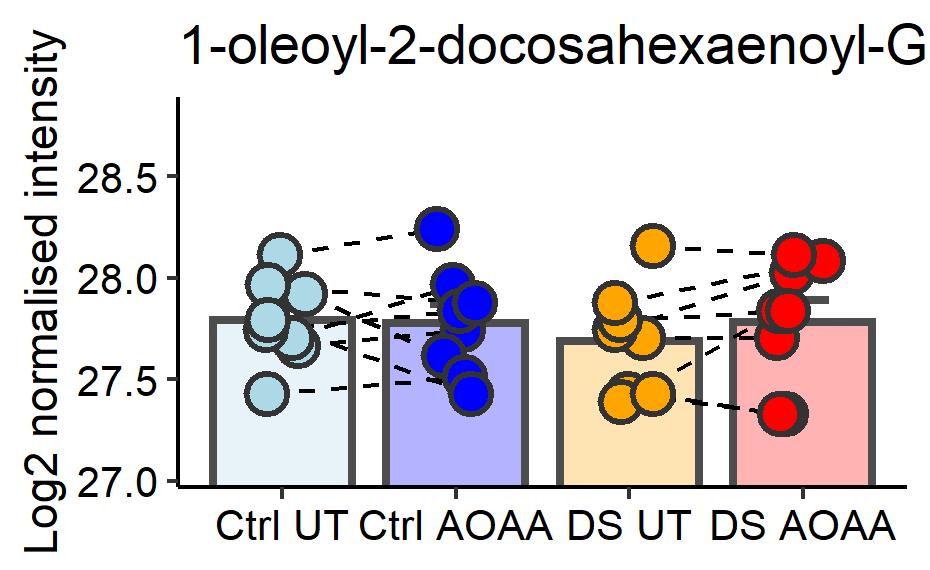 1-oleoyl-2-docosahexaenoyl-G
Log2 normalised intensity
28.5
28.0
27.5
27.0
Ctrl UT
Ctrl AOAA
DS UT
DS AOAA